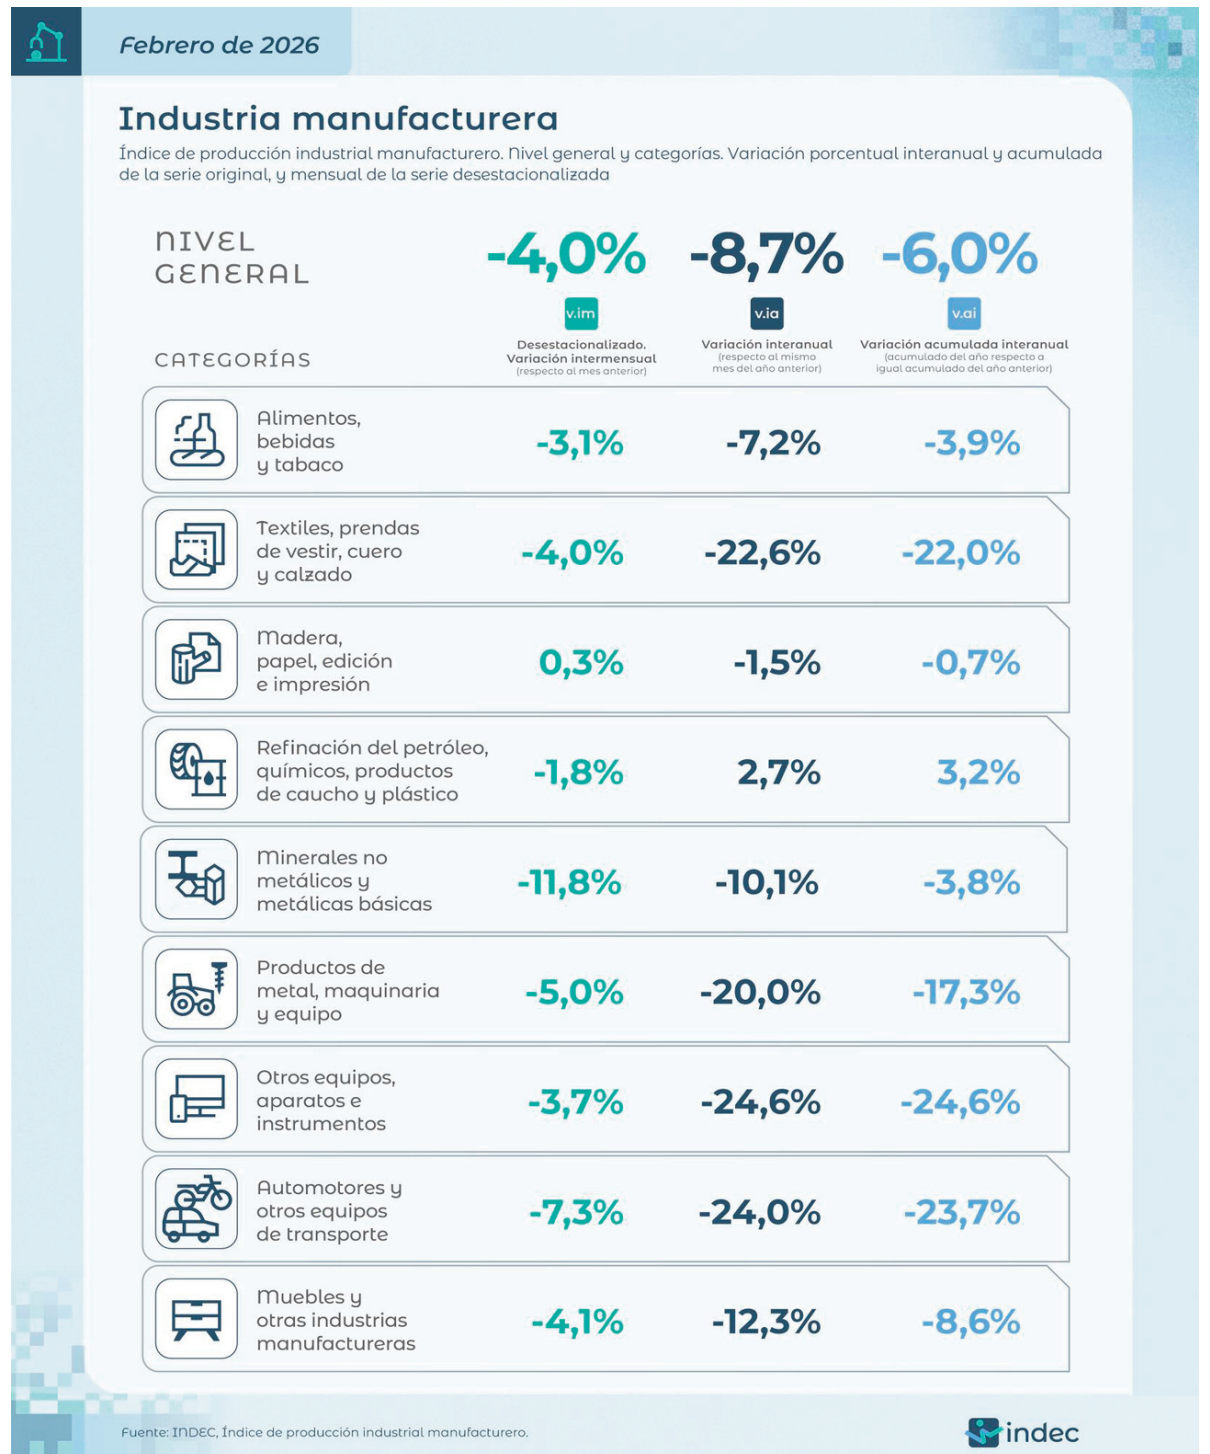 Febrero de 2026
Industria manufacturera
Índice de producción industrial manufacturero. Nivel general y categorías. Variación porcentual interanual y acumulada
de la serie original, y mensual de la serie desestacionalizada
NIVEL
GENERAL
-4,0% -8,7% -6,0%
v.im v.ia v.ai
CATEGORÍAS
Desestacionalizado.
Variación intermensual
(respecto al mes anterior)
Variación interanual
(respecto al mismo
mes del año anterior)
Variación acumulada interanual
(acumulado del año respecto a
igual acumulado del año anterior)
Alimentos,
bebidas
y tabaco
-3,1% -7,2% -3,9%
Textiles, prendas
de vestir, cuero
y calzado
-4,0% -22,6% -22,0%
Madera,
papel, edición
e impresión
0,3% -1,5% -0,7%
Refinación del petróleo,
químicos, productos
de caucho y plástico
-1,8% 2,7% 3,2%
Minerales no
metálicos y
metálicas básicas
-11,8% -10,1% -3,8%
Productos de
metal, maquinaria
y equipo
-5,0% -20,0% -17,3%
Otros equipos,
aparatos e
instrumentos
-3,7% -24,6% -24,6%
Automotores y
otros equipos
de transporte
-7,3% -24,0% -23,7%
Muebles y
otras industrias
manufactureras
-4,1% -12,3% -8,6%
Fuente: INDEC, Índice de producción industrial manufacturero.
indec